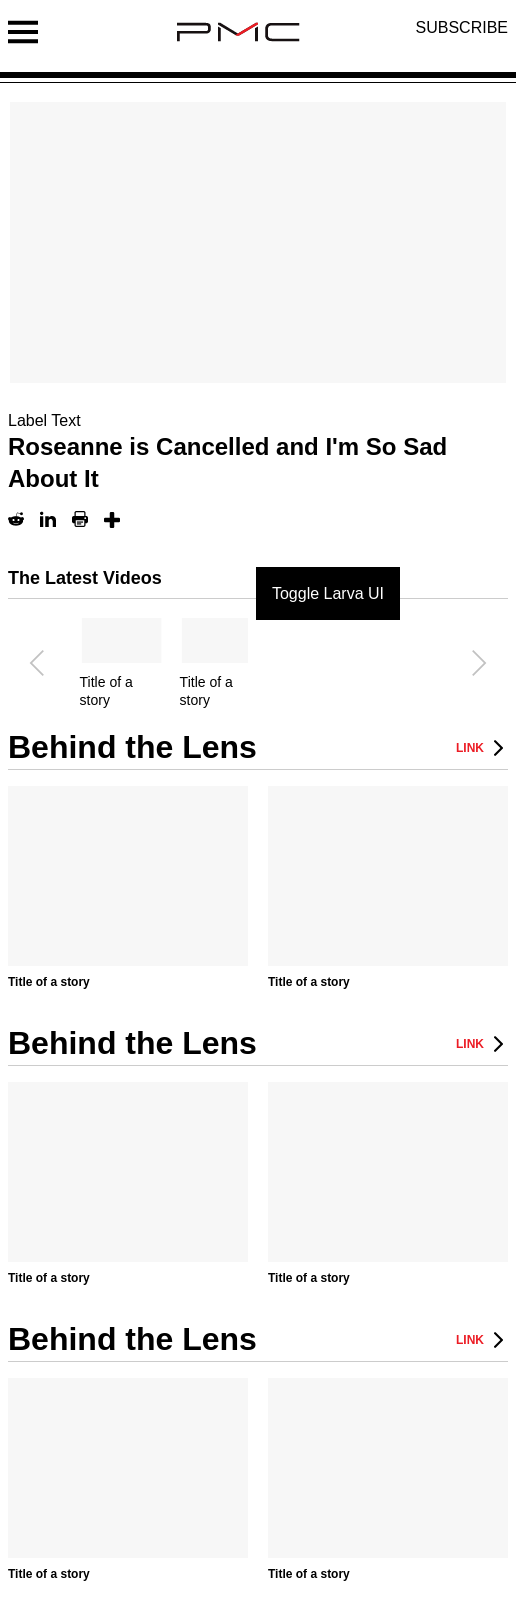 PMC
SUBSCRIBE
Label Text
Roseanne is Cancelled and I'm So Sad
About It
The Latest Videos
Toggle Larva UI
Title of a
story
Title of a
story
Behind the Lens
LINK
Title of a story
Title of a story
Behind the Lens
LINK
Title of a story
Title of a story
Behind the Lens
LINK
Title of a story
Title of a story